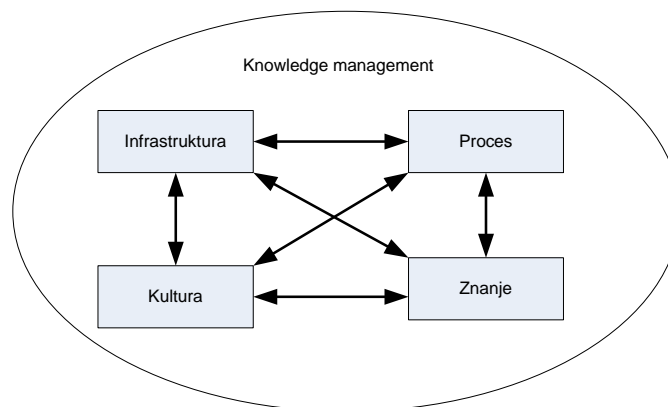 Knowledge management
Infrastruktura
Proces
Kultura
Znanje